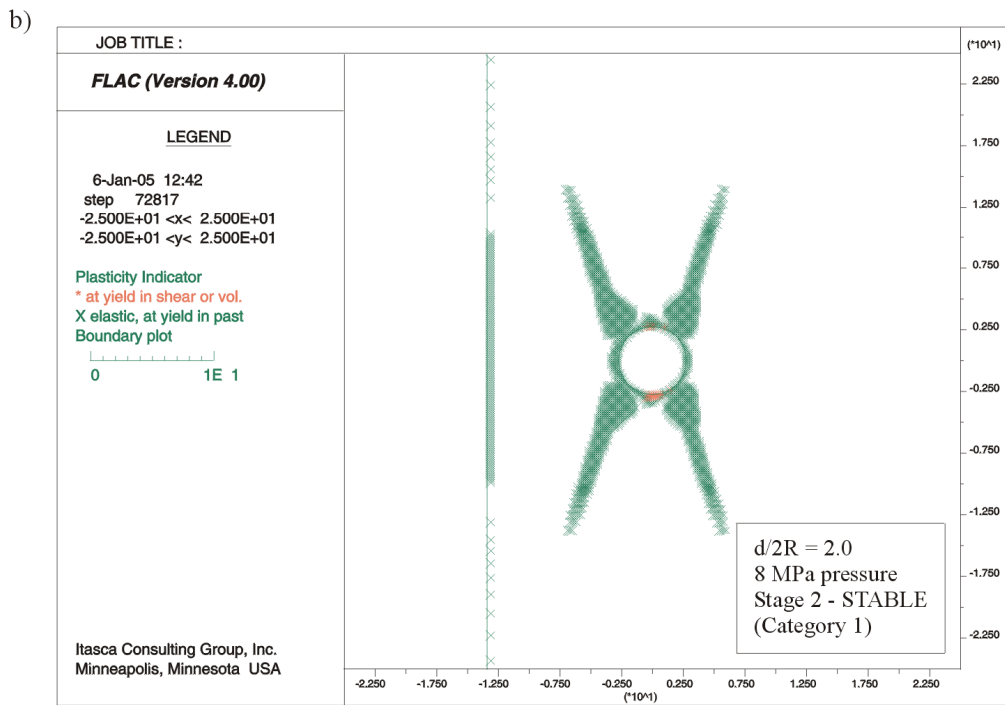 b)
JOB TITLE :
(*10^1)
FLAC (Version 4.00)
LEGEND
6-Jan-05 12:42
step 72817
-2.500E+01 <x< 2.500E+01
-2.500E+01 <y< 2.500E+01
Plasticity Indicator
* at yield in shear or vol.
X elastic, at yield in past
Boundary plot
0 1E 1
2.250
1.750
1.250
0.750
0.250
-0.250
-0.750
-1.250
-1.750
-2.250
d/2R = 2.0
8 MPa pressure
Stage 2 - STABLE
(Category 1)
Itasca Consulting Group, Inc.
Minneapolis, Minnesota USA
-2.250 -1.750 -1.250 -0.750 -0.250 0.250 0.750 1.250 1.750 2.250
(*10^1)